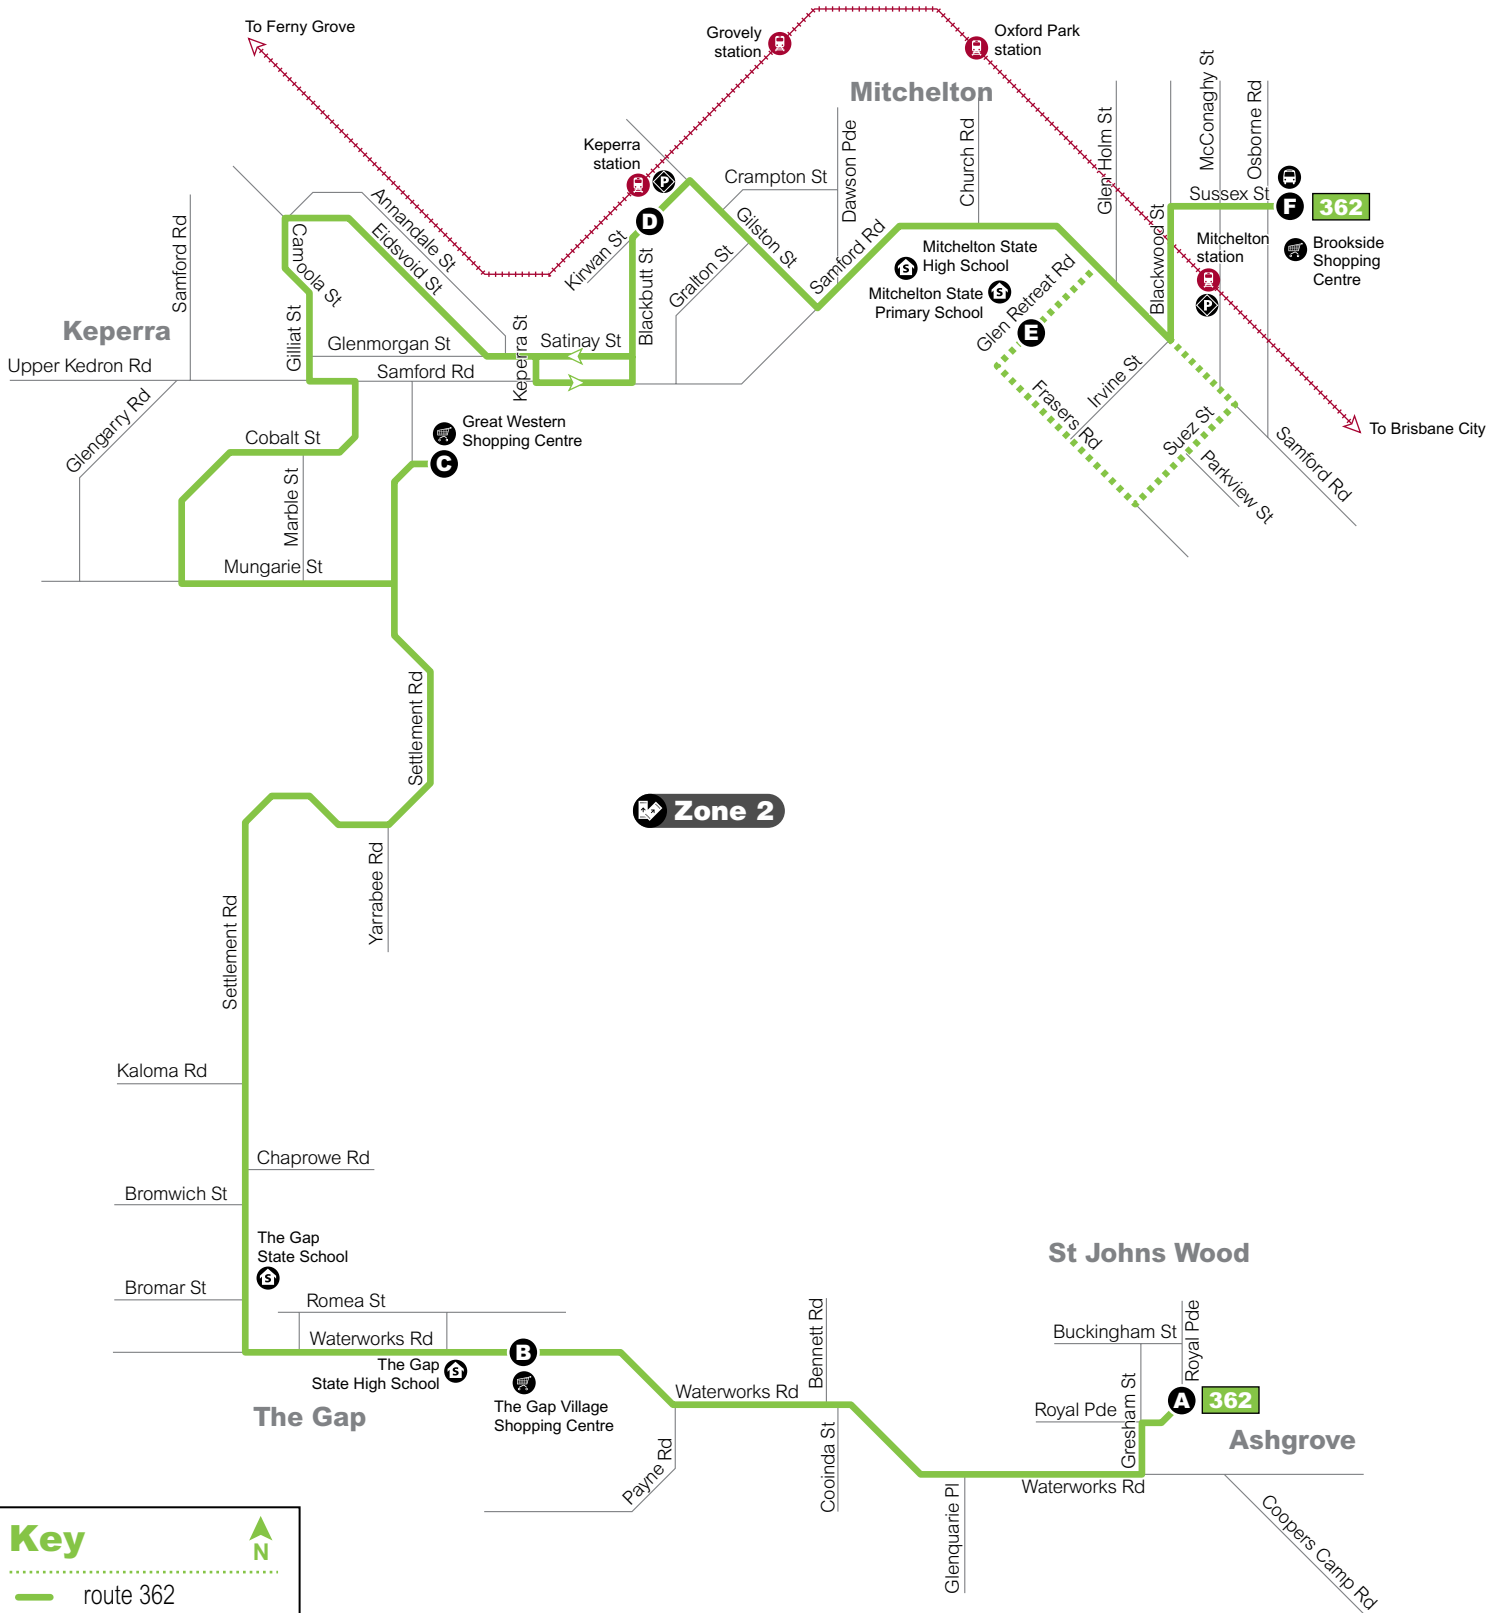 To Ferny Grove
Grovely
station
Oxford Park
station
Mitchelton
Keperra
station
P
Crampton St
Dawson Pde
Church Rd
Glen Holm St
McConaghy St
Osborne Rd
Sussex St
F
362
Brookside
Shopping
Centre
Mitchelton
station
P
Blackwood St
Samford Rd
Annandale St
Eidsvold St
Camoola St
Kirwan St
D
Gilston St
Gralton St
Samford Rd
Mitchelton State
High School
S
Mitchelton State
Primary School
S
Glen Retreat Rd
E
Keperra
Upper Kedron Rd
Gilliat St
Glenmorgan St
Samford Rd
Keperra St
Satinay St
Blackbutt St
Irvine St
Frasers Rd
Suez St
Parkview St
Samford Rd
To Brisbane City
Glengarry Rd
Cobalt St
Great Western
Shopping Centre
C
Marble St
Mungarie St
Settlement Rd
Zone 2
Yarrabee Rd
Settlement Rd
Kaloma Rd
Chaprowe Rd
Bromwich St
The Gap
State School
S
Bromar St
Romea St
Waterworks Rd
The Gap
State High School
S
B
The Gap Village
Shopping Centre
The Gap
Waterworks Rd
Payne Rd
Bennett Rd
Cooinda St
St Johns Wood
Buckingham St
Royal Pde
A
362
Royal Pde
Gresham St
Ashgrove
Waterworks Rd
Glenquarie Pl
Coopers Camp Rd
Key
N
route 362